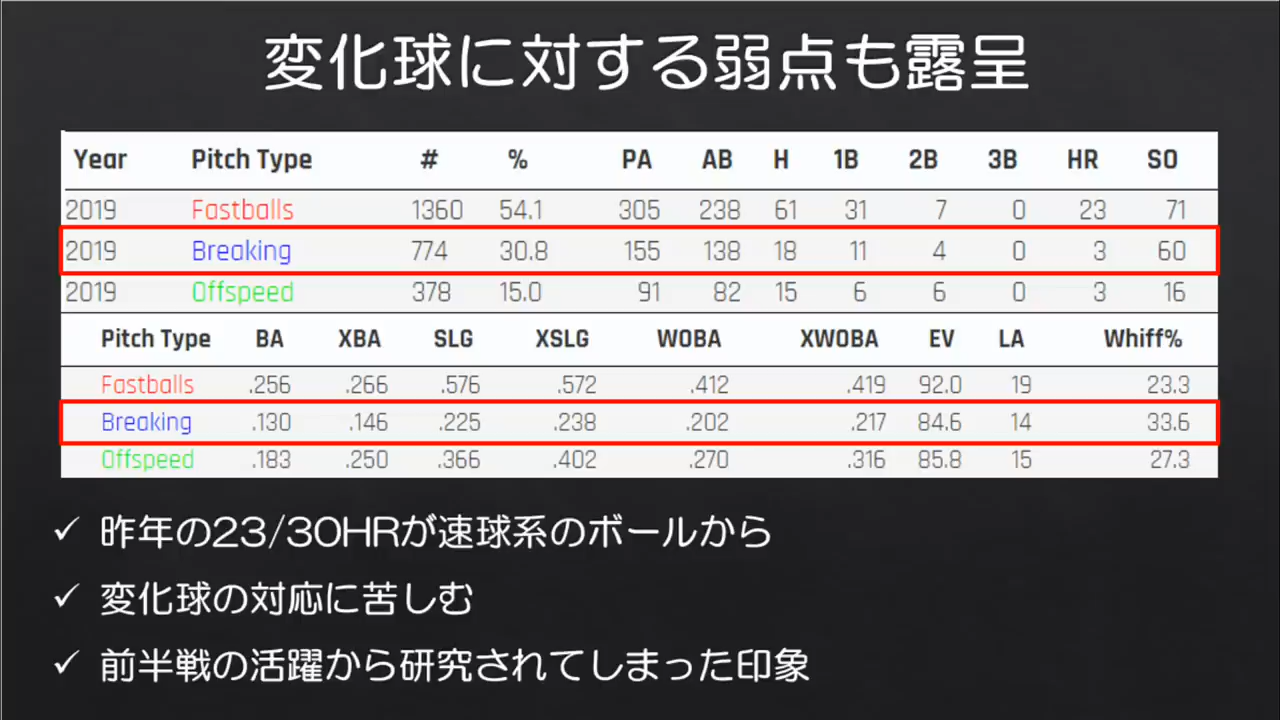 変化球に対する弱点も露呈
Year Pitch Type # % PA AB H 1B 2B 3B HR SO
2019 Fastballs 1360 54.1 305 238 61 31 7 0 23 71
2019 Breaking 774 30.8 155 138 18 11 4 0 3 60
2019 Offspeed 378 15.0 91 82 15 6 6 0 3 16
Pitch Type BA XBA SLG XSLG WOBA XWOBA EV LA Whiff%
Fastballs .256 .266 .576 .572 .412 .419 92.0 19 23.3
Breaking .130 .146 .225 .238 .202 .217 84.6 14 33.6
Offspeed .183 .250 .366 .402 .270 .316 85.8 15 27.3
✓ 昨年の23/30HRが速球系のボールから
✓ 変化球の対応に苦しむ
✓ 前半戦の活躍から研究されてしまった印象